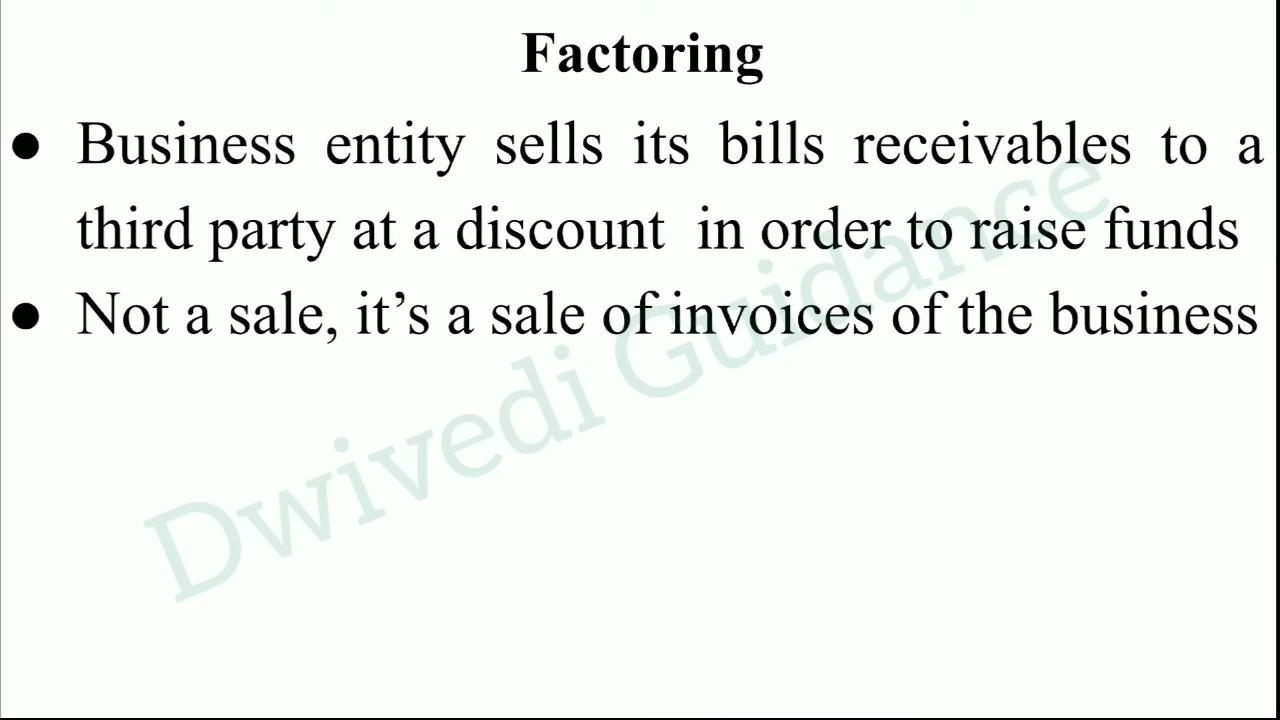 Factoring
● Business entity sells its bills receivables to a
third party at a discount  in order to raise funds
● Not a sale, it’s a sale of invoices of the business
Dwivedi Guidance